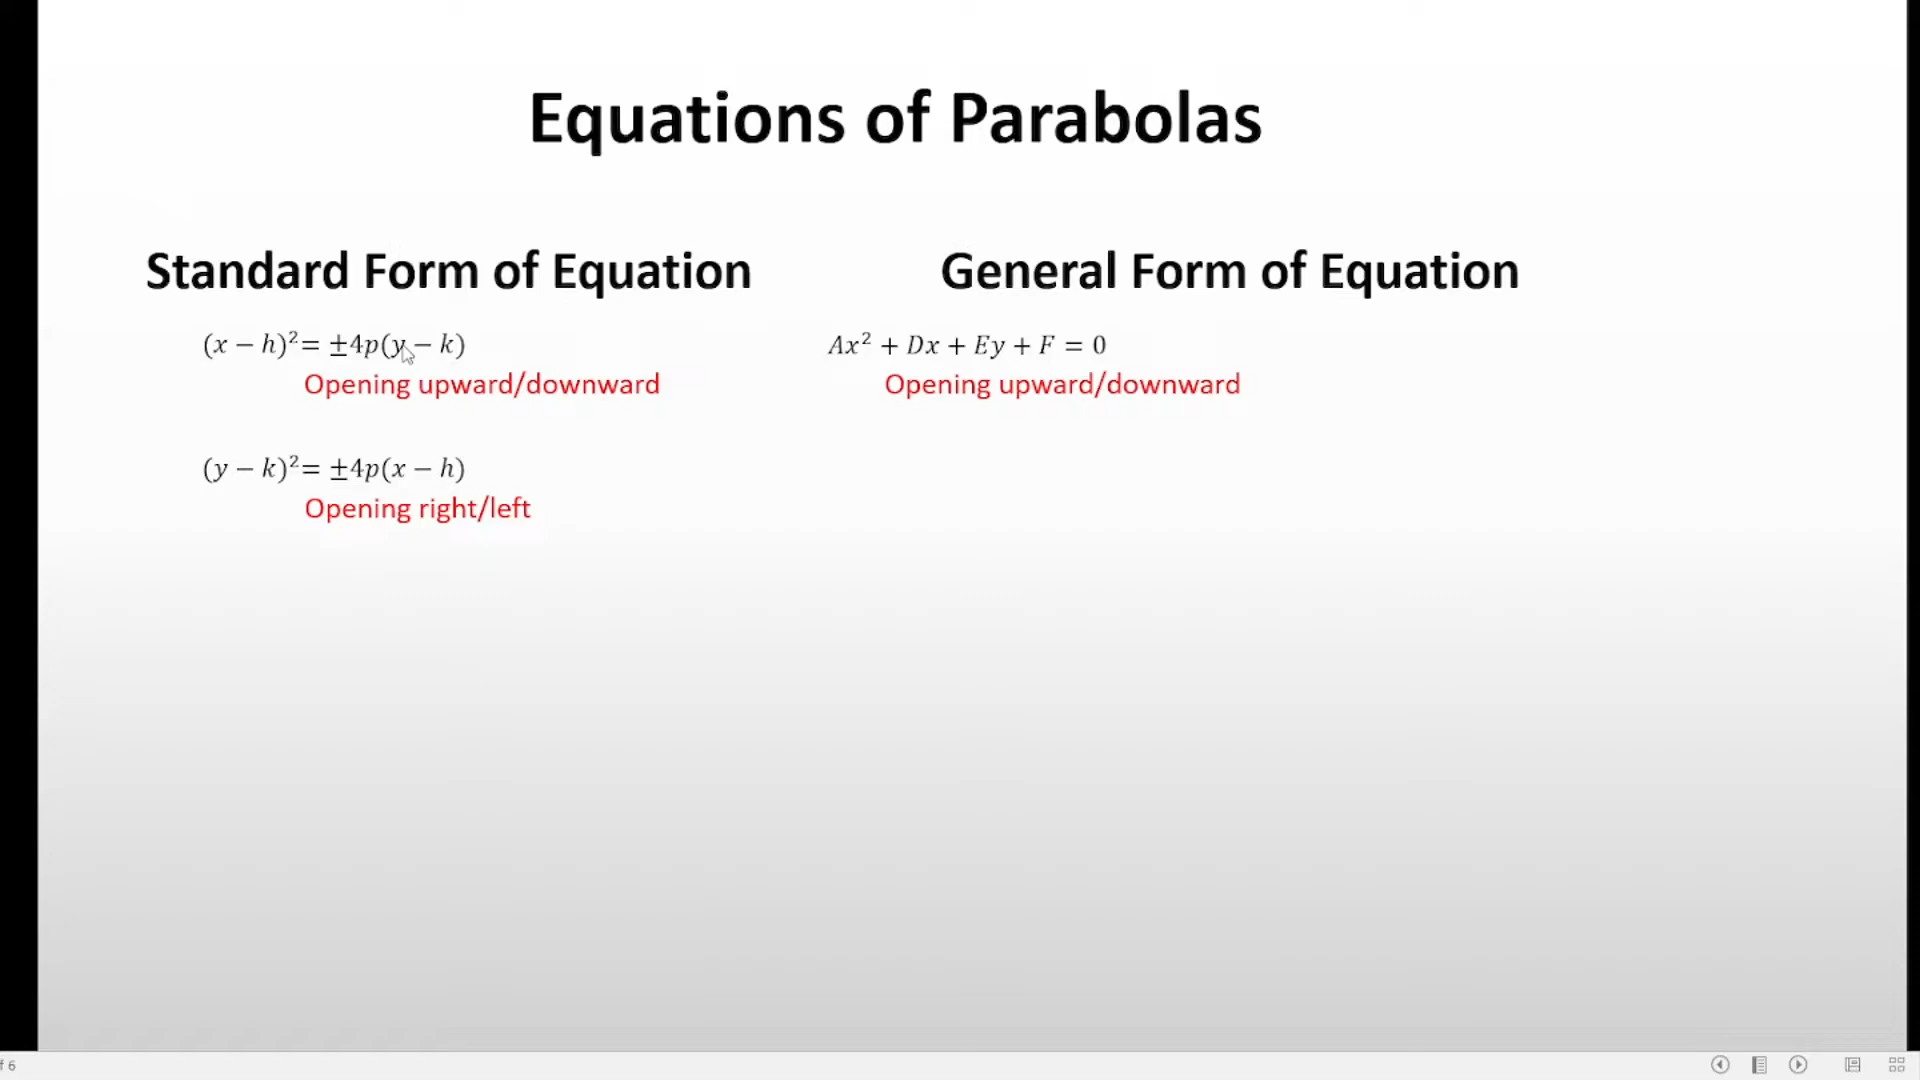 Equations of Parabolas
Standard Form of Equation
(x − h)²= ±4p(y − k)
Opening upward/downward
(y − k)²= ±4p(x − h)
Opening right/left
General Form of Equation
Ax² + Dx + Ey + F = 0
Opening upward/downward
f 6